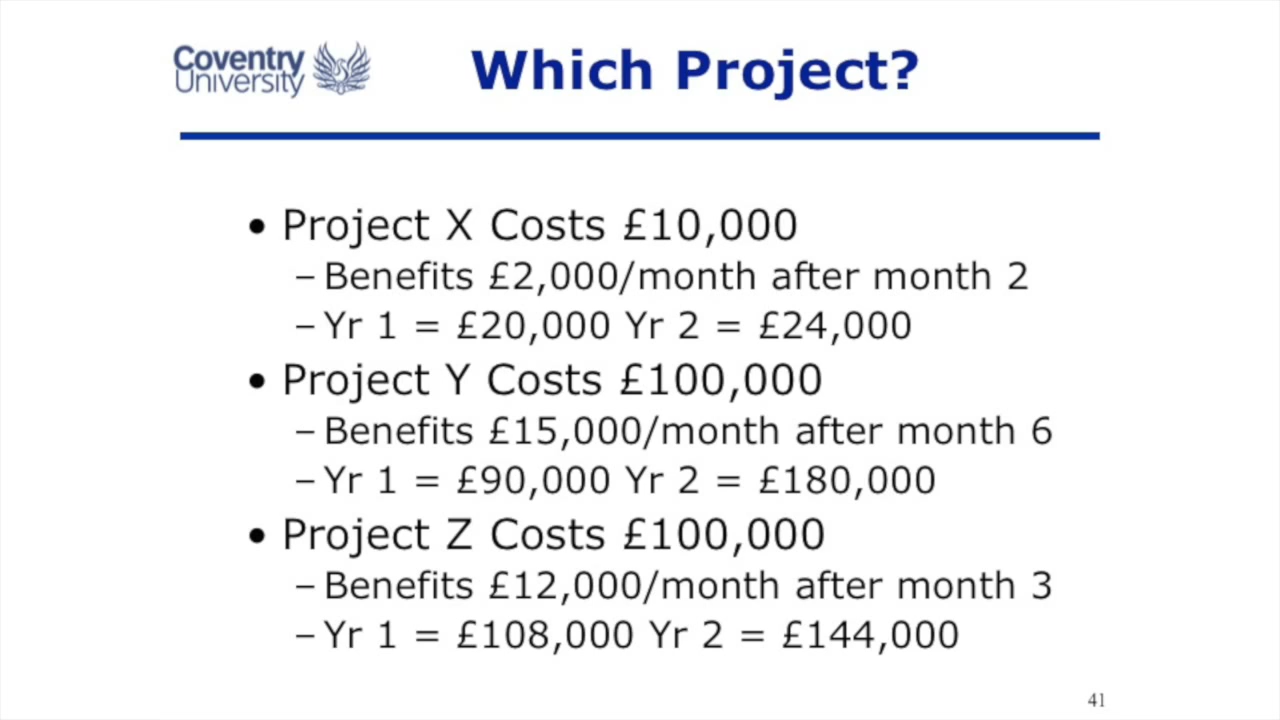 Coventry
University
Which Project?
• Project X Costs £10,000
– Benefits £2,000/month after month 2
– Yr 1 = £20,000 Yr 2 = £24,000
• Project Y Costs £100,000
– Benefits £15,000/month after month 6
– Yr 1 = £90,000 Yr 2 = £180,000
• Project Z Costs £100,000
– Benefits £12,000/month after month 3
– Yr 1 = £108,000 Yr 2 = £144,000
41